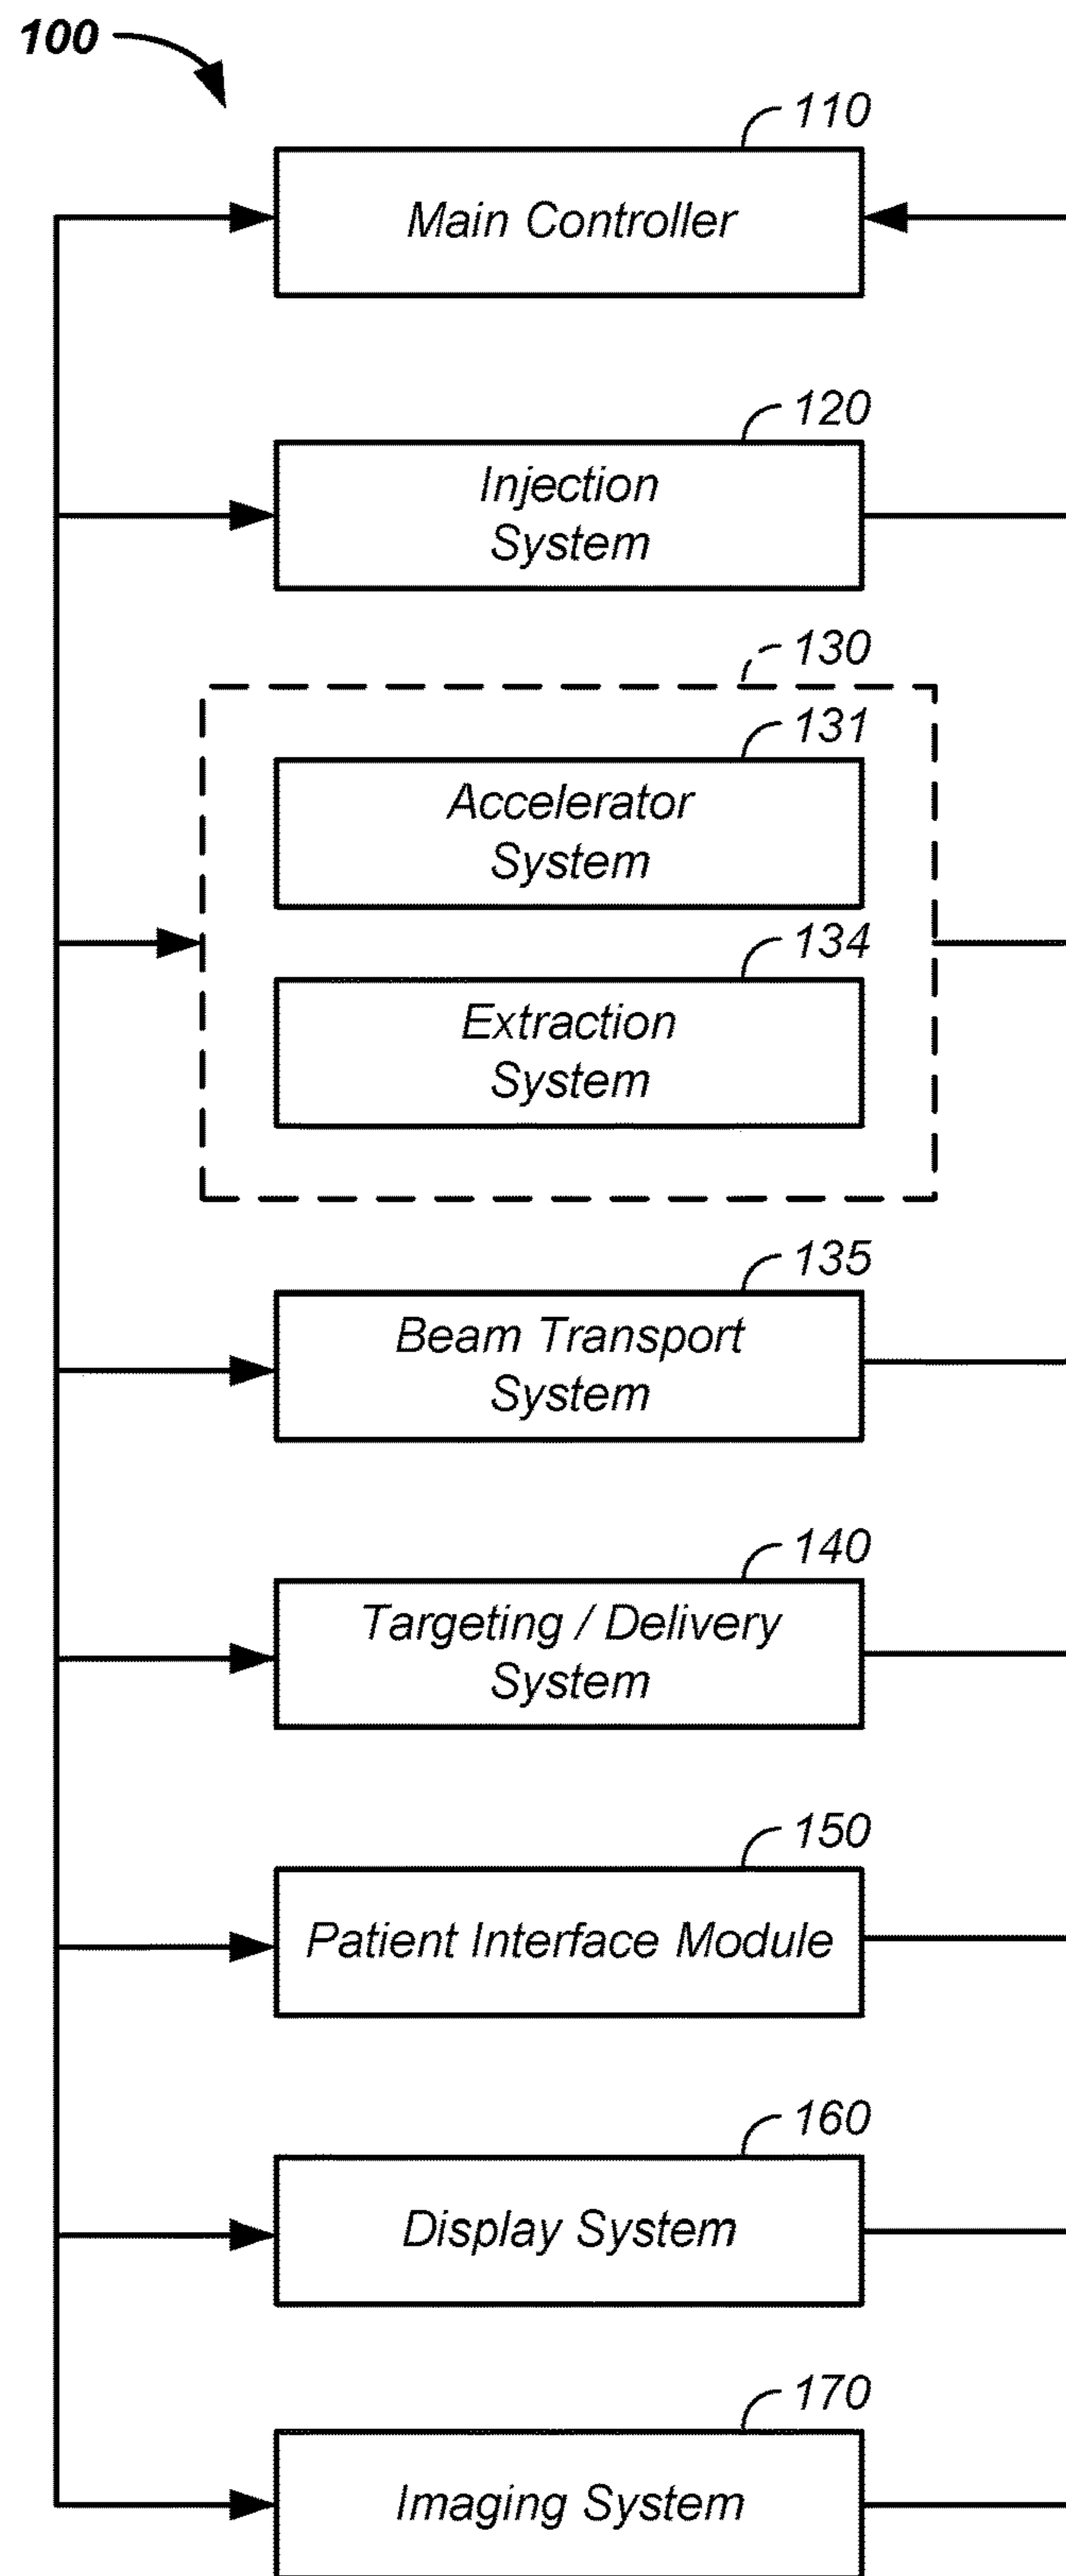 100
110
Main Controller
120
Injection
System
130
131
Accelerator
System
134
Extraction
System
135
Beam Transport
System
140
Targeting / Delivery
System
150
Patient Interface Module
160
Display System
170
Imaging System